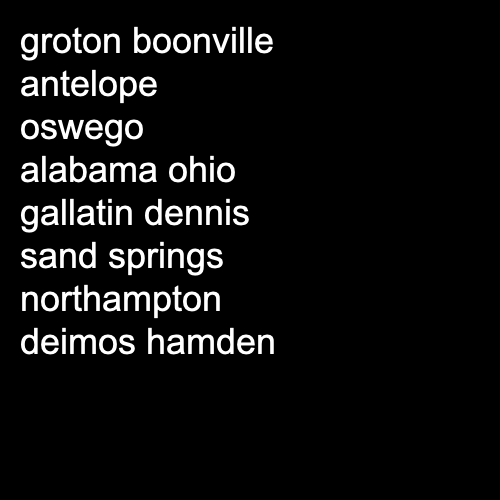 groton boonville
antelope
oswego
alabama ohio
gallatin dennis
sand springs
northampton
deimos hamden